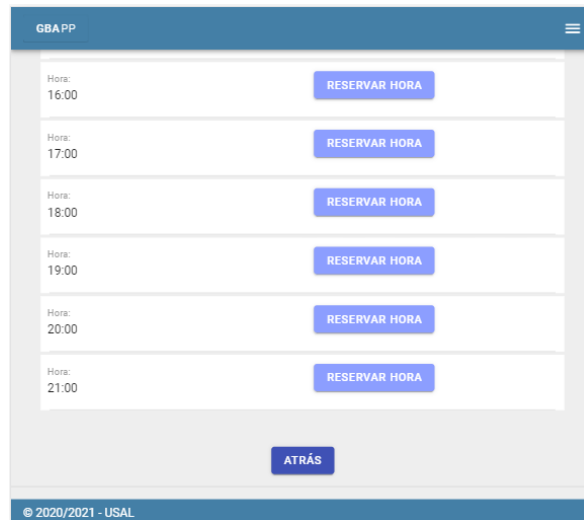 GBAPP
Hora:
16:00
RESERVAR HORA
Hora:
17:00
RESERVAR HORA
Hora:
18:00
RESERVAR HORA
Hora:
19:00
RESERVAR HORA
Hora:
20:00
RESERVAR HORA
Hora:
21:00
RESERVAR HORA
ATRÁS
© 2020/2021 - USAL